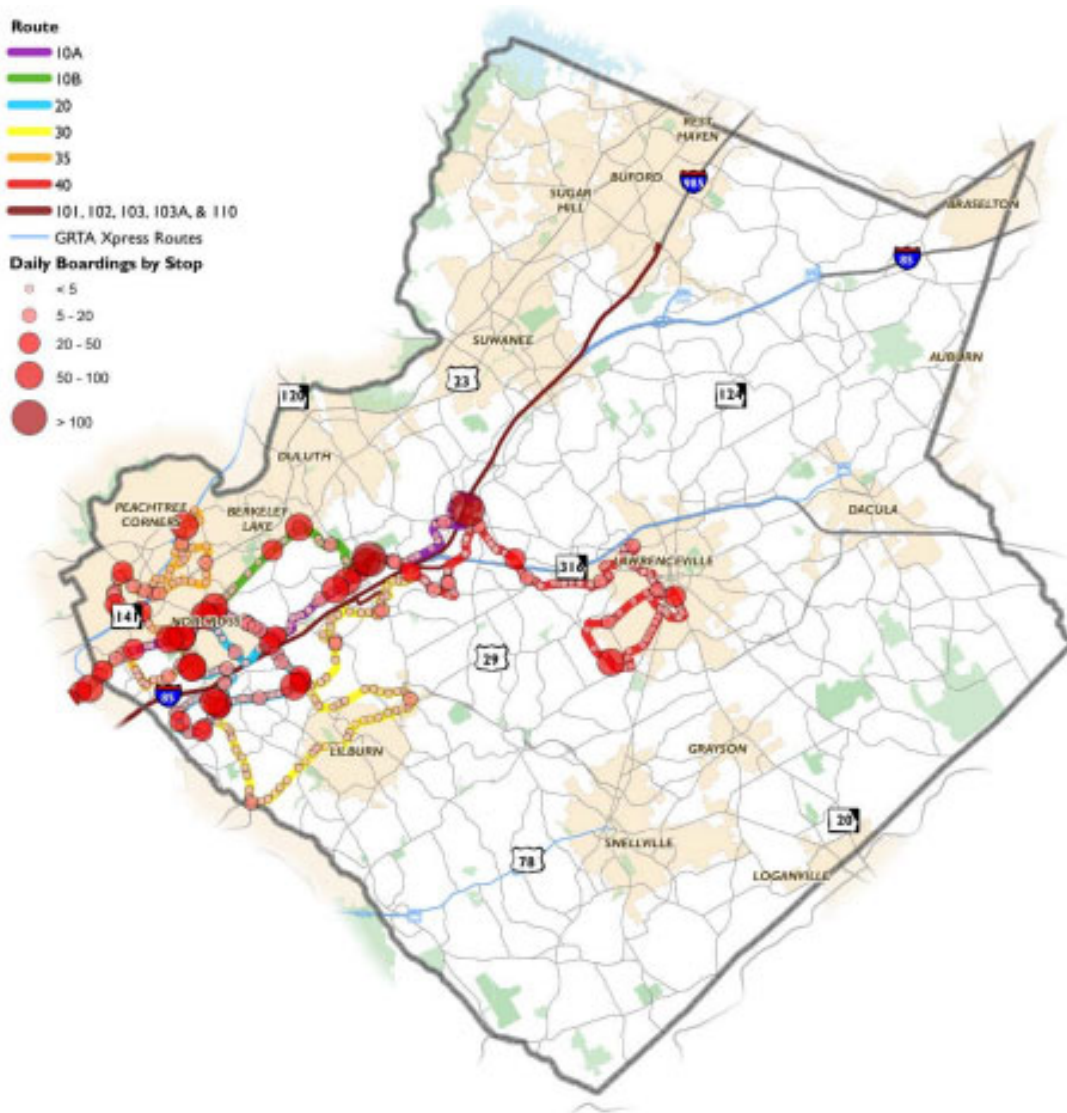 Route
10A
10B
20
30
35
40
101, 102, 103, 103A, & 110
GRTA Xpress Routes
Daily Boardings by Stop
< 5
5 - 20
20 - 50
50 - 100
> 100
REST
HAVEN
BUFORD
985
SUGAR
HILL
BRASELTON
85
SUWANEE
AUBURN
23
124
120
DULUTH
PEACHTREE
CORNERS
BERKELEY
LAKE
DACULA
316
LAWRENCEVILLE
141
NORCROSS
29
85
LILBURN
GRAYSON
20
SNELLVILLE
78
LOGANVILLE